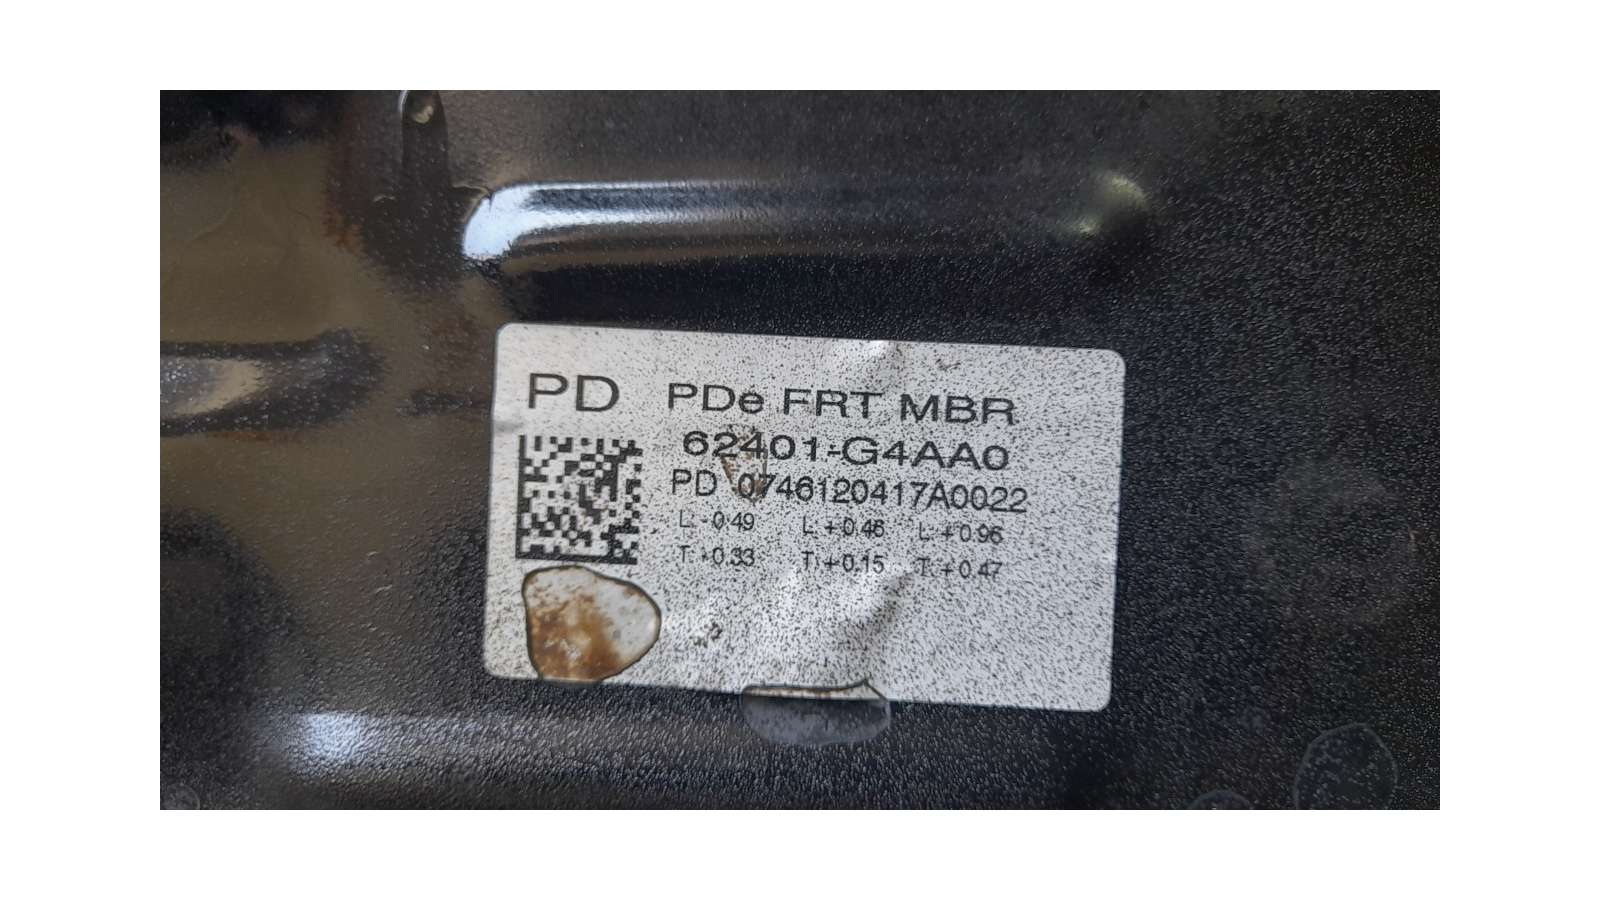 PD PDe FRT MBR
62401-G4AA0
PD 0746120417A0022
L: -0.49 L: +0.46 L: +0.96
T: +0.33 T: +0.15 T: +0.47